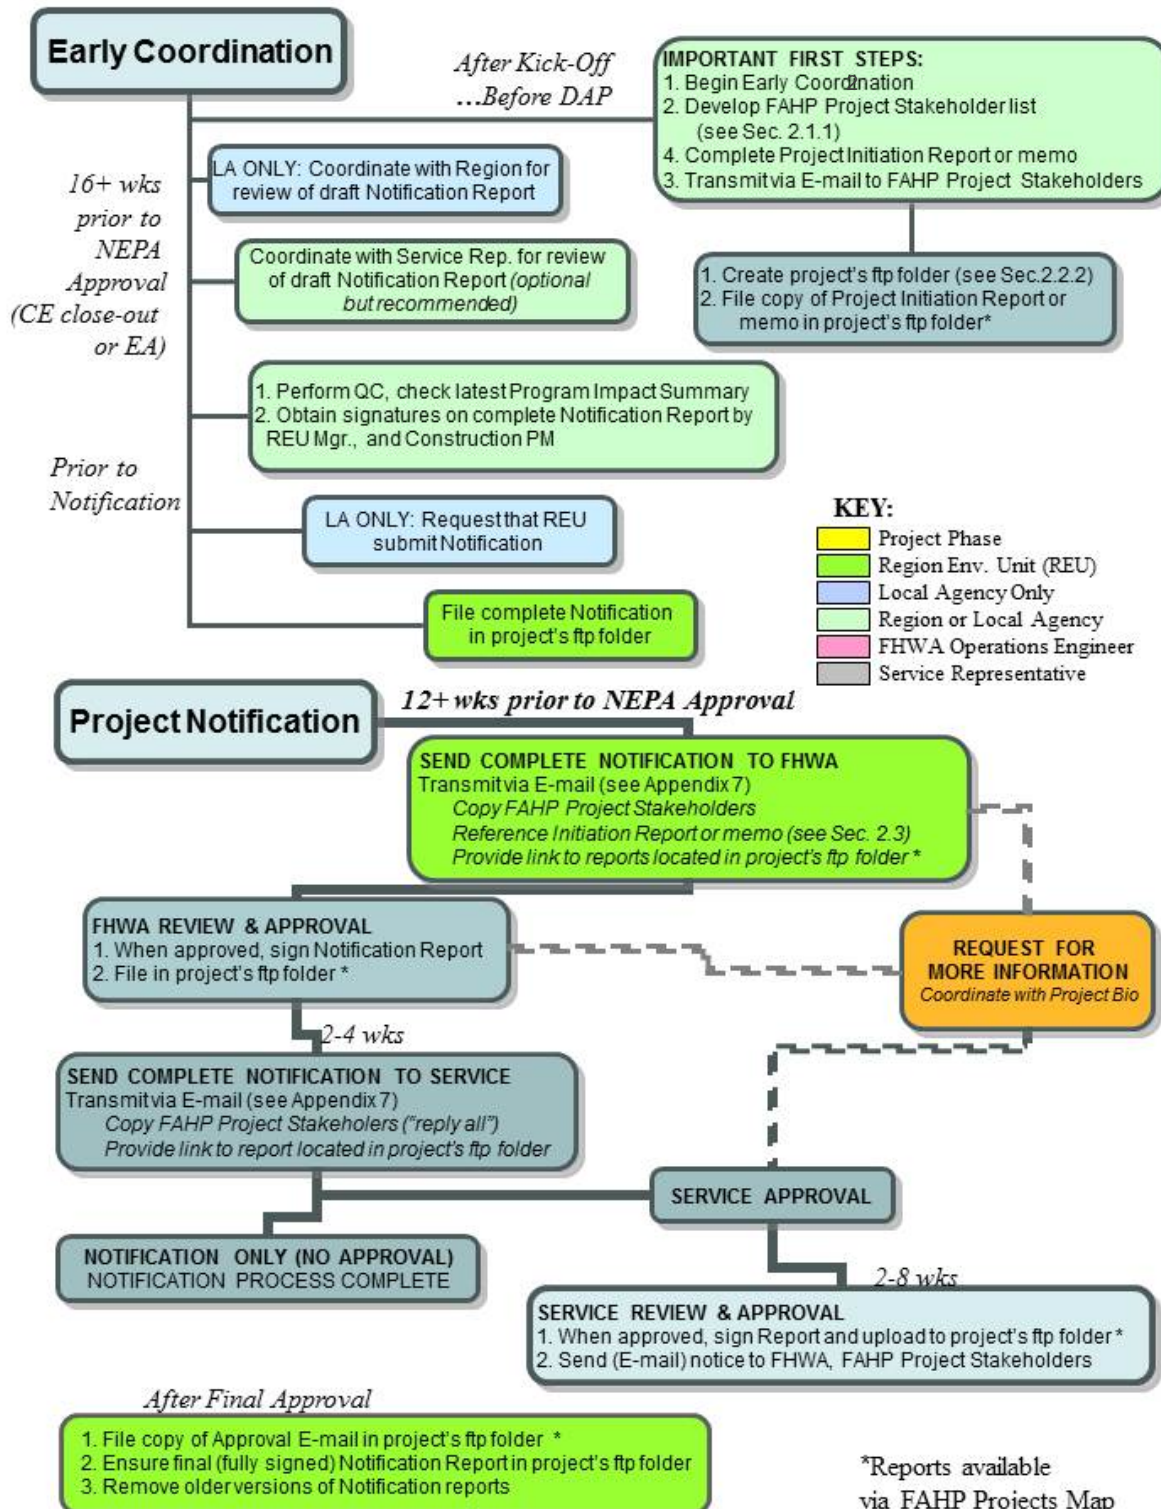 Early Coordination
After Kick-Off
...Before DAP
IMPORTANT FIRST STEPS:
1. Begin Early Coordination
2. Develop FAHP Project Stakeholder list
(see Sec. 2.1.1)
4. Complete Project Initiation Report or memo
3. Transmit via E-mail to FAHP Project Stakeholders
1. Create project's ftp folder (see Sec.2.2.2)
2. File copy of Project Initiation Report or
memo in project's ftp folder*
16+ wks
prior to
NEPA
Approval
(CE close-out
or EA)
LA ONLY: Coordinate with Region for
review of draft Notification Report
Coordinate with Service Rep. for review
of draft Notification Report (optional
but recommended)
1. Perform QC, check latest Program Impact Summary
2. Obtain signatures on complete Notification Report by
REU Mgr., and Construction PM
Prior to
Notification
LA ONLY: Request that REU
submit Notification
File complete Notification
in project's ftp folder
KEY:
Project Phase
Region Env. Unit (REU)
Local Agency Only
Region or Local Agency
FHWA Operations Engineer
Service Representative
Project Notification
12+ wks prior to NEPA Approval
SEND COMPLETE NOTIFICATION TO FHWA
Transmit via E-mail (see Appendix 7)
Copy FAHP Project Stakeholders
Reference Initiation Report or memo (see Sec. 2.3)
Provide link to reports located in project's ftp folder *
FHWA REVIEW & APPROVAL
1. When approved, sign Notification Report
2. File in project's ftp folder *
REQUEST FOR
MORE INFORMATION
Coordinate with Project Bio
2-4 wks
SEND COMPLETE NOTIFICATION TO SERVICE
Transmit via E-mail (see Appendix 7)
Copy FAHP Project Stakeholers ("reply all")
Provide link to report located in project's ftp folder
SERVICE APPROVAL
NOTIFICATION ONLY (NO APPROVAL)
NOTIFICATION PROCESS COMPLETE
2-8 wks
SERVICE REVIEW & APPROVAL
1. When approved, sign Report and upload to project's ftp folder *
2. Send (E-mail) notice to FHWA, FAHP Project Stakeholders
After Final Approval
1. File copy of Approval E-mail in project's ftp folder *
2. Ensure final (fully signed) Notification Report in project's ftp folder
3. Remove older versions of Notification reports
*Reports available
via FAHP Projects Map